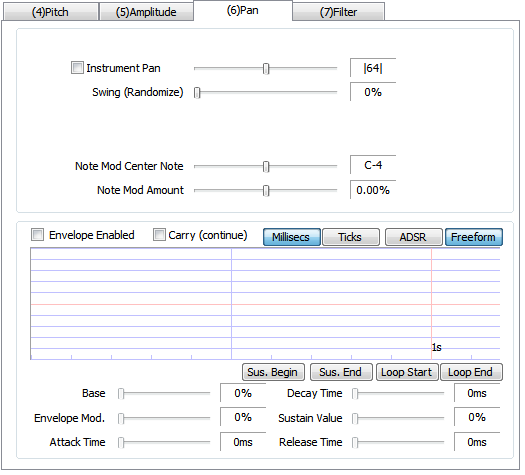 (4)Pitch (5)Amplitude (6)Pan (7)Filter
Instrument Pan |64|
Swing (Randomize) 0%
Note Mod Center Note C-4
Note Mod Amount 0.00%
Envelope Enabled Carry (continue) Millisecs Ticks ADSR Freeform
1s
Sus. Begin Sus. End Loop Start Loop End
Base 0% Decay Time 0ms
Envelope Mod. 0% Sustain Value 0%
Attack Time 0ms Release Time 0ms